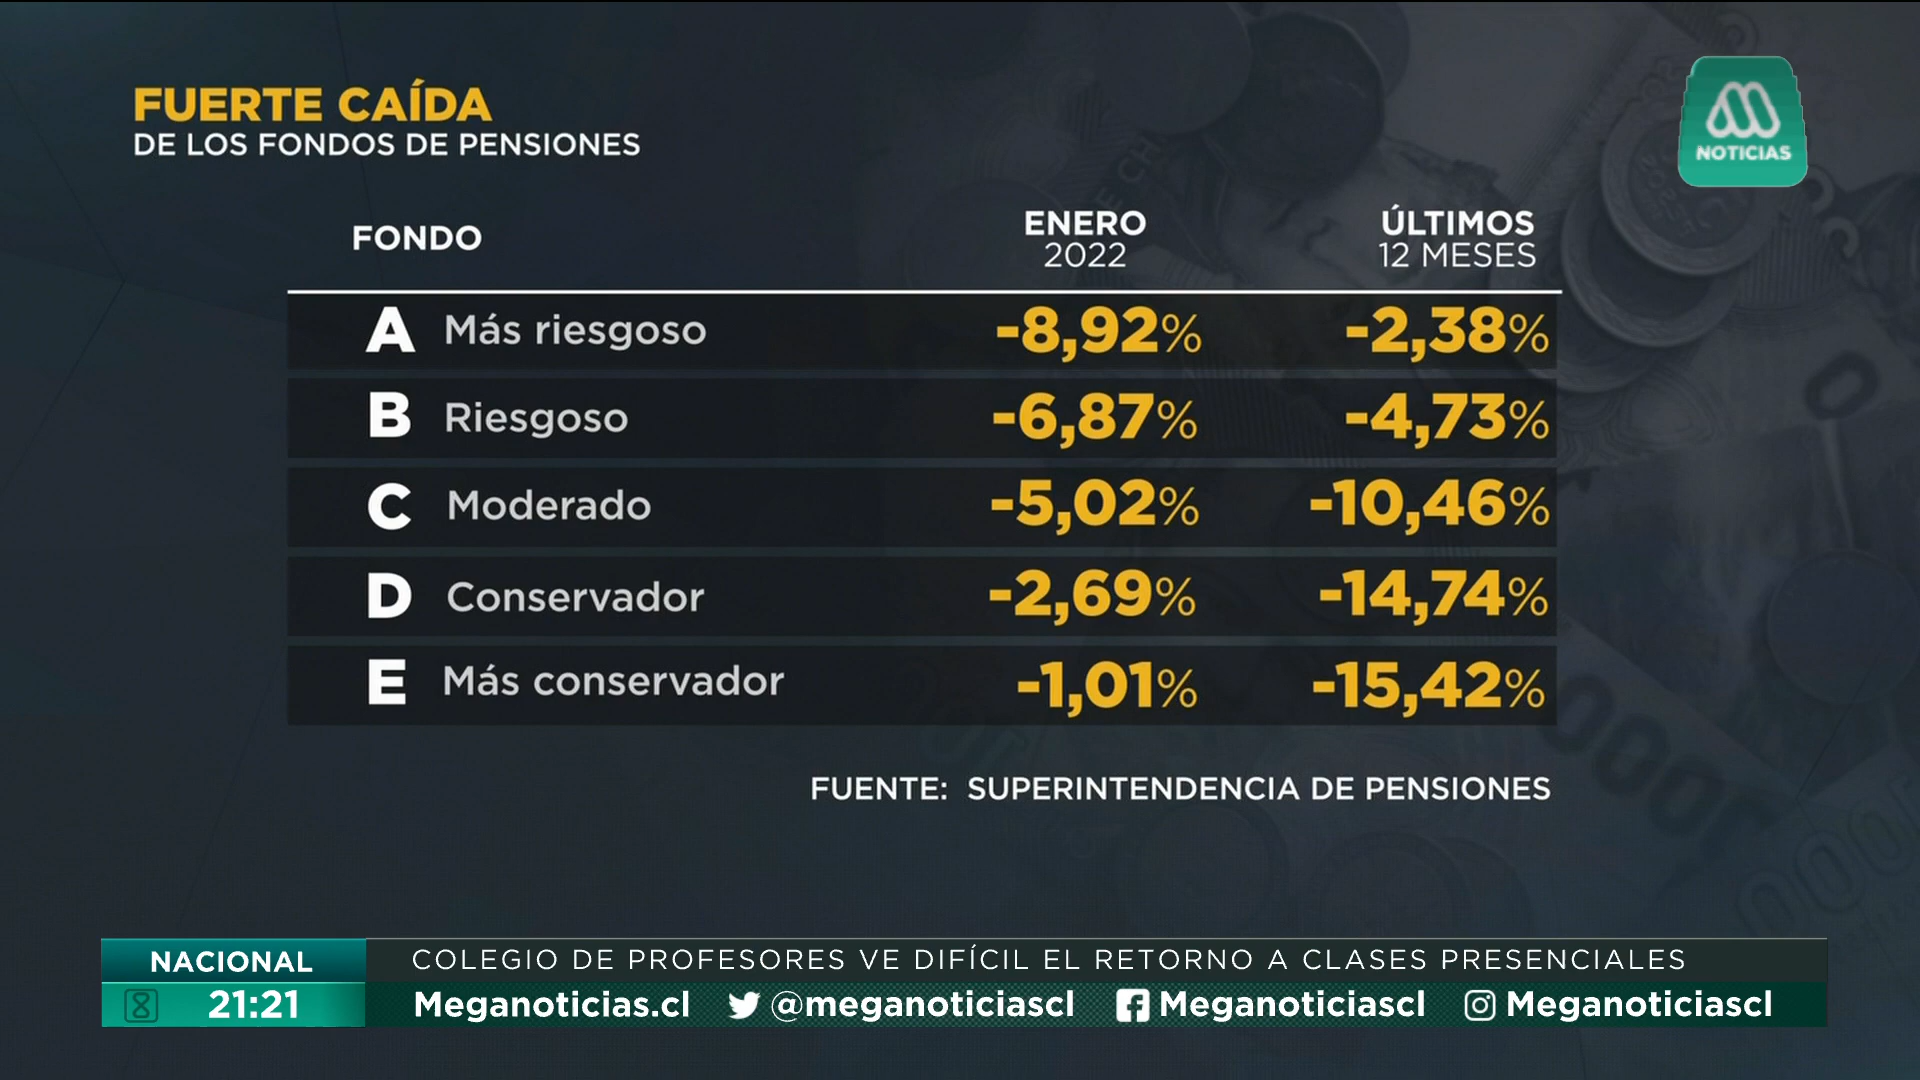 FUERTE CAÍDA
DE LOS FONDOS DE PENSIONES
NOTICIAS
FONDO ENERO 2022 ÚLTIMOS 12 MESES
A Más riesgoso -8,92% -2,38%
B Riesgoso -6,87% -4,73%
C Moderado -5,02% -10,46%
D Conservador -2,69% -14,74%
E Más conservador -1,01% -15,42%
FUENTE: SUPERINTENDENCIA DE PENSIONES
NACIONAL COLEGIO DE PROFESORES VE DIFÍCIL EL RETORNO A CLASES PRESENCIALES
21:21 Meganoticias.cl @meganoticiascl Meganoticiascl Meganoticiascl